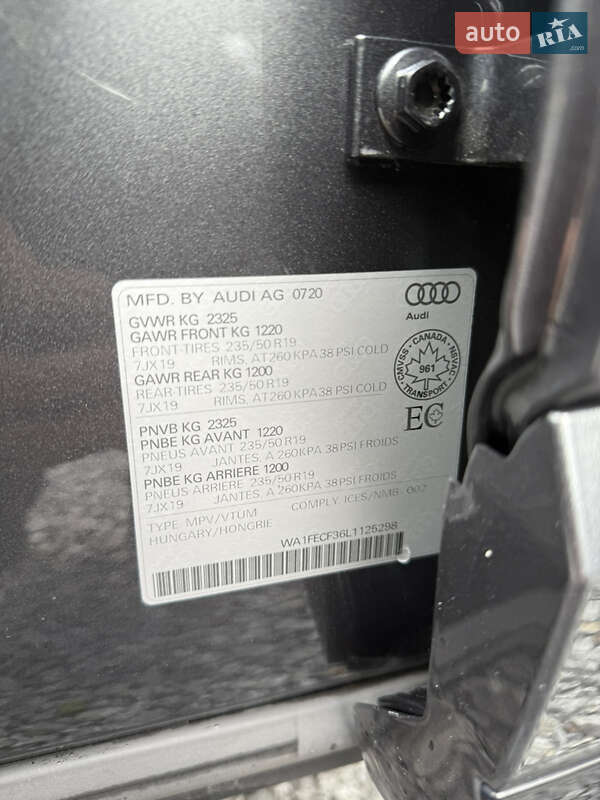 auto RIA .com
MFD. BY AUDI AG 0720
Audi
GVWR KG 2325
GAWR FRONT KG 1220
FRONT-TIRES 235/50 R19
7JX19 RIMS, AT260 KPA 38 PSI COLD
GAWR REAR KG 1200
REAR-TIRES 235/50 R19
7JX19 RIMS, AT260 KPA 38 PSI COLD
CANADA
CMVSS NSVAC
961
TRANSPORT
PNVB KG 2325
PNBE KG AVANT 1220
PNEUS AVANT 235/50 R19
7JX19 JANTES, A 260KPA 38 PSI FROIDS
PNBE KG ARRIERE 1200
PNEUS ARRIERE 235/50 R19
7JX19 JANTES, A 260KPA 38 PSI FROIDS
EC
TYPE MPV/VTUM COMPLY. ICES/NMB- 002
HUNGARY/HONGRIE
WA1FECF36L1125298